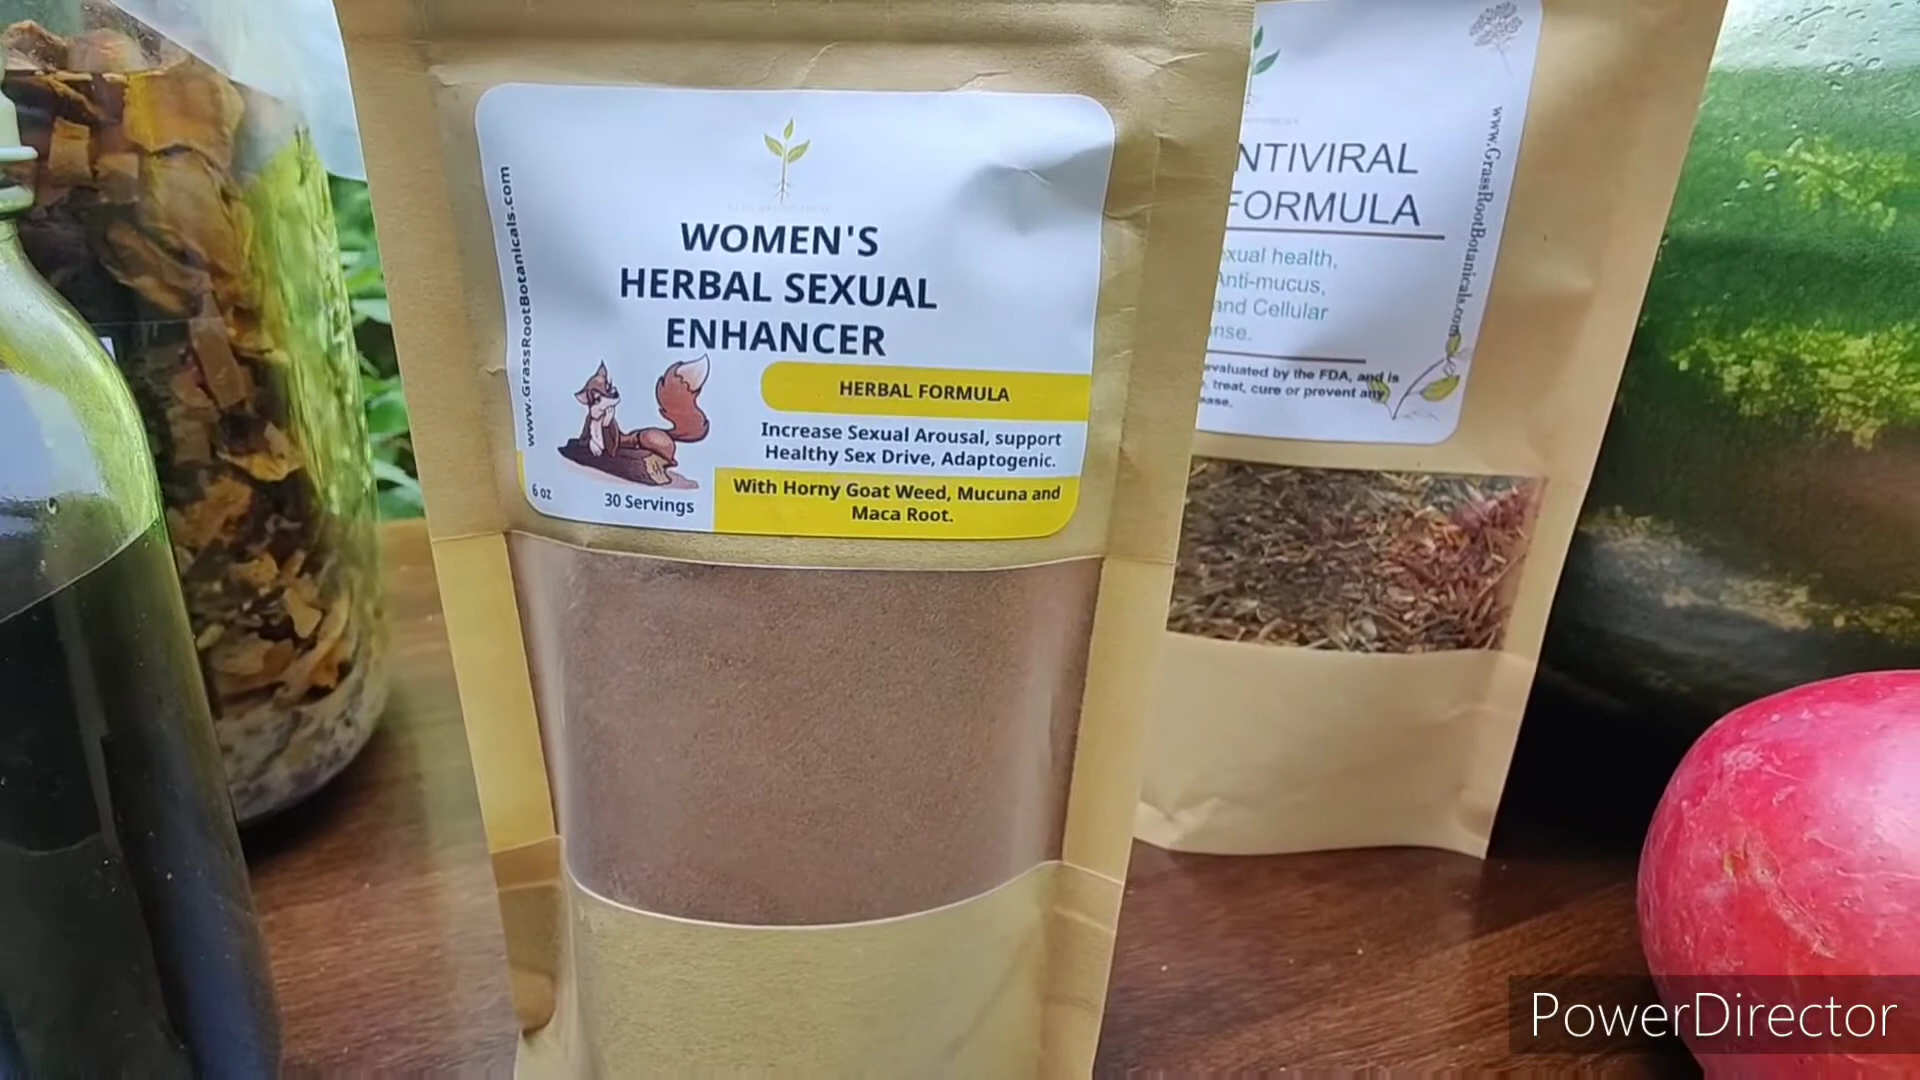 www.GrassRootBotanicals.com
WOMEN'S
HERBAL SEXUAL
ENHANCER
HERBAL FORMULA
Increase Sexual Arousal, support
Healthy Sex Drive, Adaptogenic.
With Horny Goat Weed, Mucuna and
Maca Root.
6 oz
30 Servings
NTIVIRAL
FORMULA
xual health,
Anti-mucus,
and Cellular
nse.
evaluated by the FDA, and is
treat, cure or prevent any
ease.
www.GrassRootBotanicals.com
PowerDirector